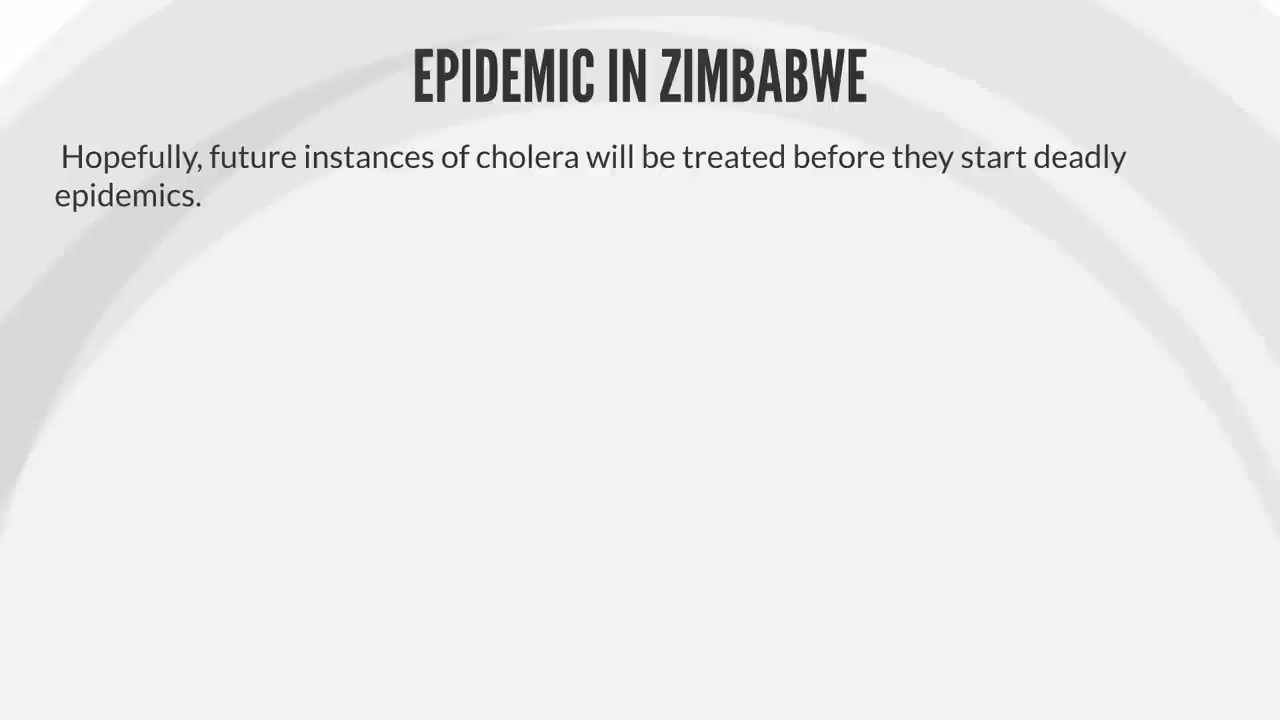 EPIDEMIC IN ZIMBABWE
Hopefully, future instances of cholera will be treated before they start deadly
epidemics.